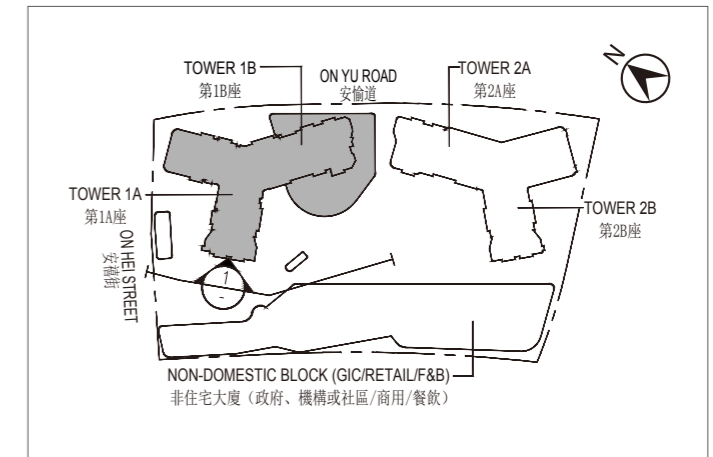 TOWER 1B
第1B座
ON YU ROAD
安愉道
TOWER 2A
第2A座
N
TOWER 1A
第1A座
ON HEI STREET
安禧街
TOWER 2B
第2B座
1
-
NON-DOMESTIC BLOCK (GIC/RETAIL/F&B)
非住宅大廈（政府、機構或社區/商用/餐飲）